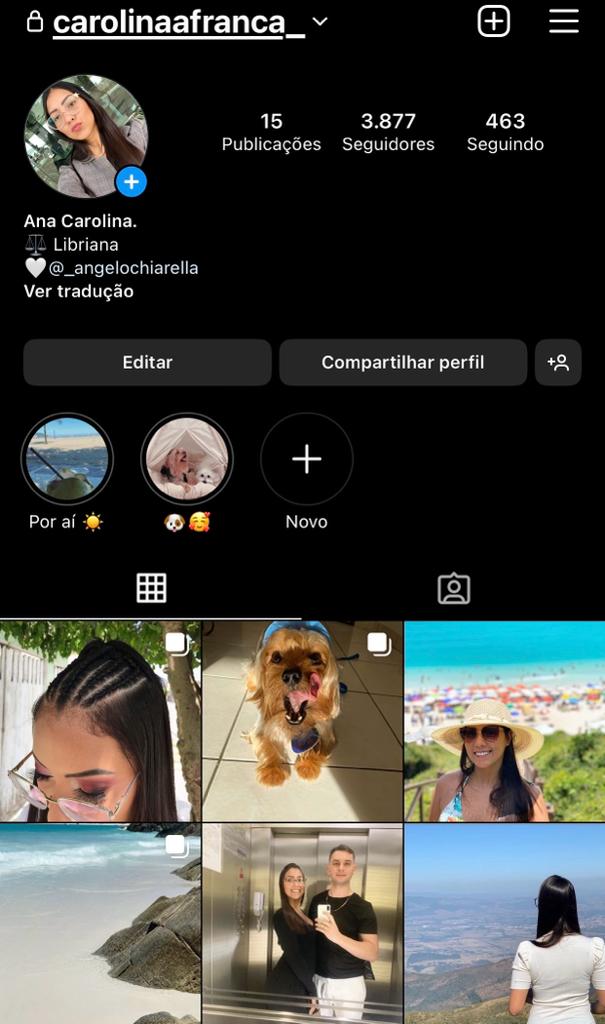 carolinaafranca_
15
3.877
463
Publicações
Seguidores
Seguindo
Ana Carolina.
⚖️ Libriana
🤍@_angelochiarella
Ver tradução
Editar
Compartilhar perfil
Por aí ☀️
🐶🥰
Novo